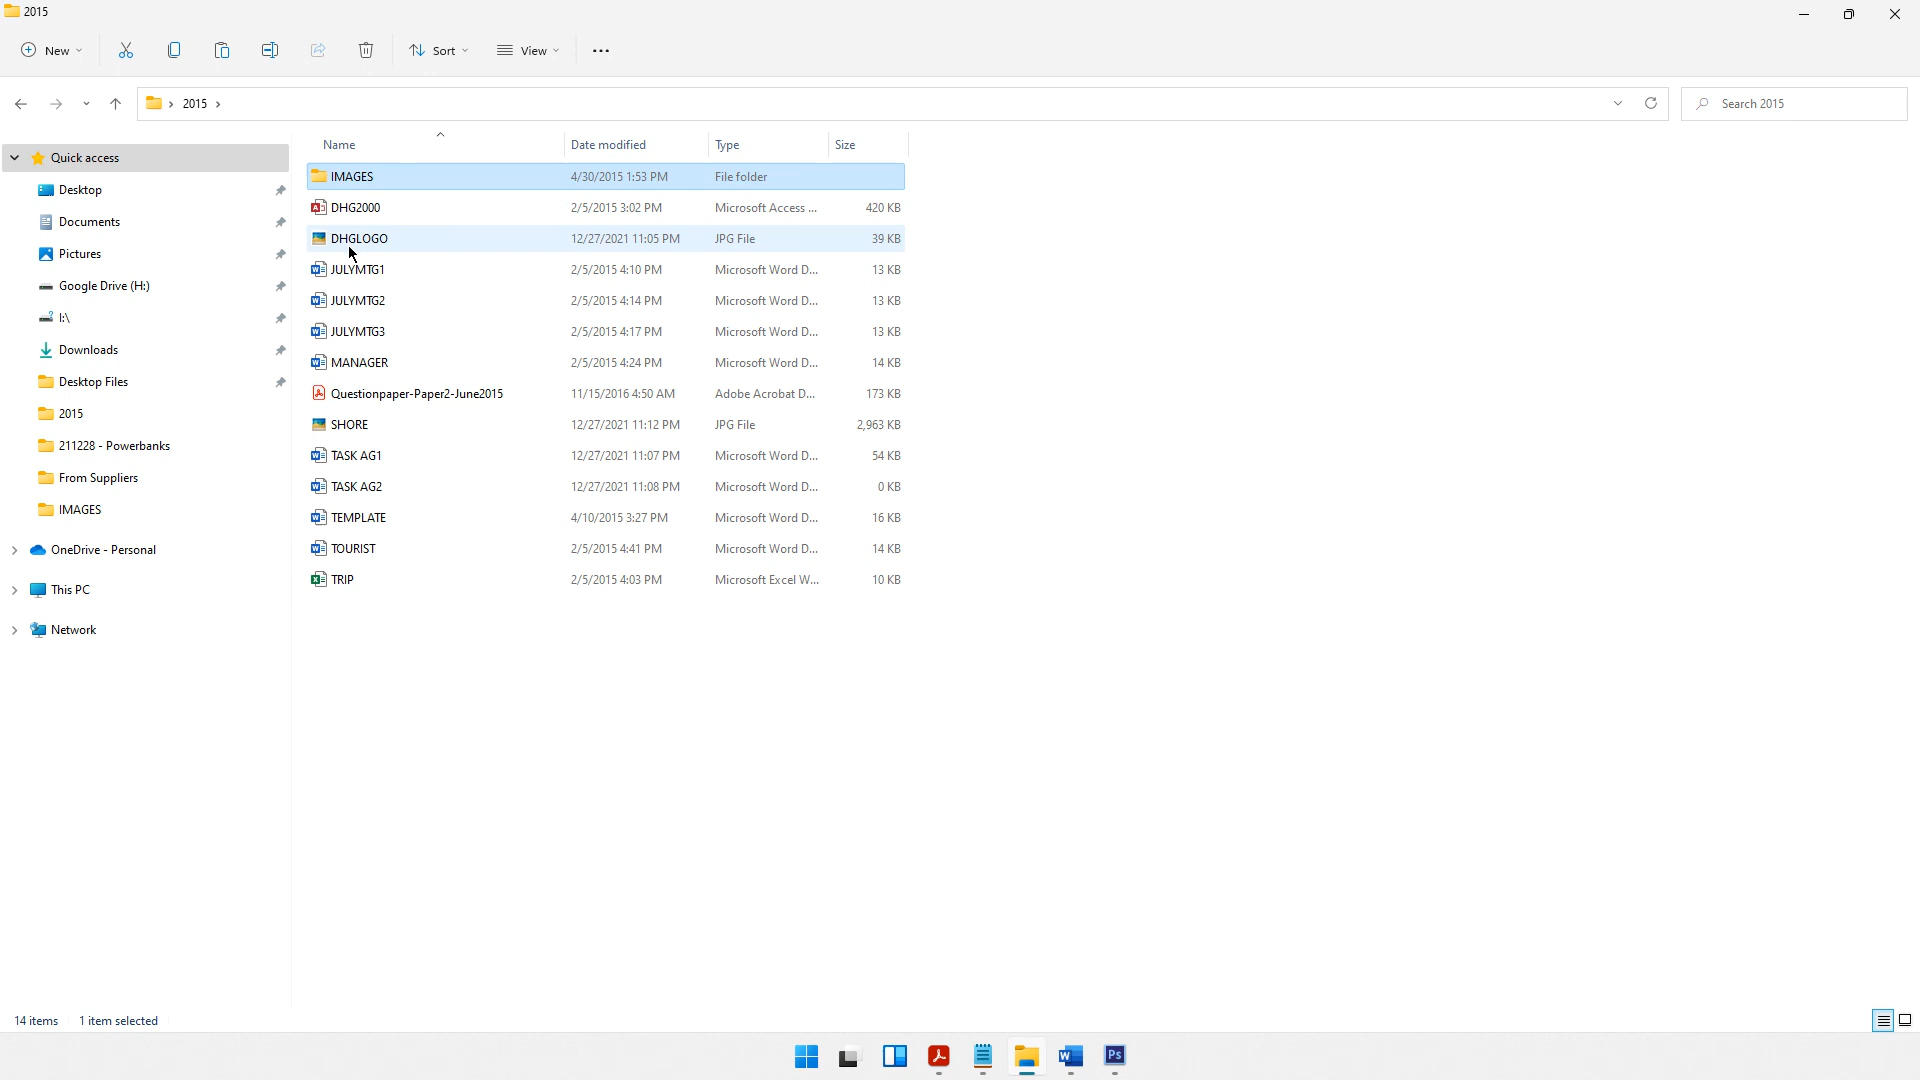 2015
New
Sort
View
2015
Search 2015
Name Date modified Type Size
Quick access
Desktop
Documents
Pictures
Google Drive (H:)
I:\
Downloads
Desktop Files
2015
211228 - Powerbanks
From Suppliers
IMAGES
OneDrive - Personal
This PC
Network
IMAGES 4/30/2015 1:53 PM File folder
DHG2000 2/5/2015 3:02 PM Microsoft Access ... 420 KB
DHGLOGO 12/27/2021 11:05 PM JPG File 39 KB
JULYMTG1 2/5/2015 4:10 PM Microsoft Word D... 13 KB
JULYMTG2 2/5/2015 4:14 PM Microsoft Word D... 13 KB
JULYMTG3 2/5/2015 4:17 PM Microsoft Word D... 13 KB
MANAGER 2/5/2015 4:24 PM Microsoft Word D... 14 KB
Questionpaper-Paper2-June2015 11/15/2016 4:50 AM Adobe Acrobat D... 173 KB
SHORE 12/27/2021 11:12 PM JPG File 2,963 KB
TASK AG1 12/27/2021 11:07 PM Microsoft Word D... 54 KB
TASK AG2 12/27/2021 11:08 PM Microsoft Word D... 0 KB
TEMPLATE 4/10/2015 3:27 PM Microsoft Word D... 16 KB
TOURIST 2/5/2015 4:41 PM Microsoft Word D... 14 KB
TRIP 2/5/2015 4:03 PM Microsoft Excel W... 10 KB
14 items 1 item selected
Ps